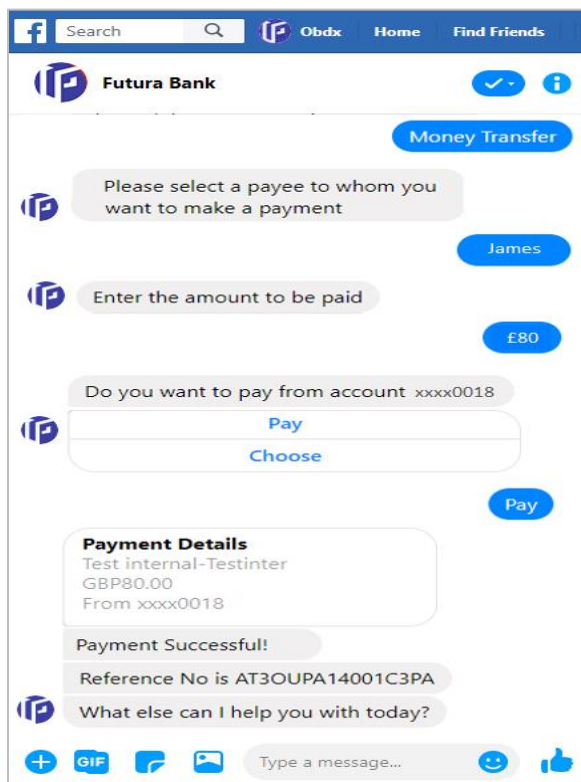 f Search Obdx Home Find Friends
Futura Bank
Money Transfer
Please select a payee to whom you
want to make a payment
James
Enter the amount to be paid
£80
Do you want to pay from account xxxx0018
Pay
Choose
Pay
Payment Details
Test internal-Testinter
GBP80.00
From xxxx0018
Payment Successful!
Reference No is AT3OUPA14001C3PA
What else can I help you with today?
GIF Type a message...